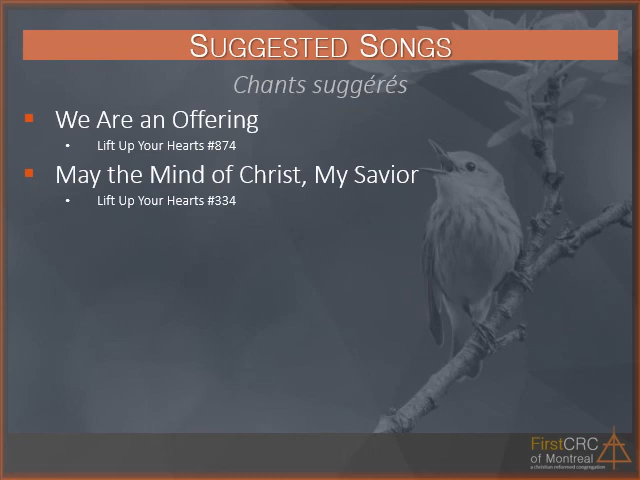 SUGGESTED SONGS
Chants suggérés
We Are an Offering
Lift Up Your Hearts #874
May the Mind of Christ, My Savior
Lift Up Your Hearts #334
FirstCRC
of Montreal
a christian reformed congregation